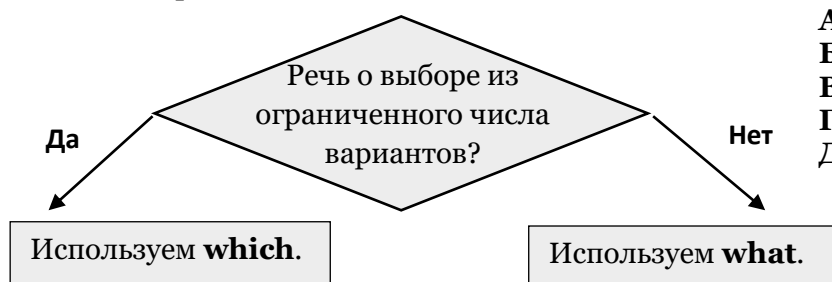 Речь о выборе из
ограниченного числа
вариантов?
Да
Нет
Используем which.
Используем what.